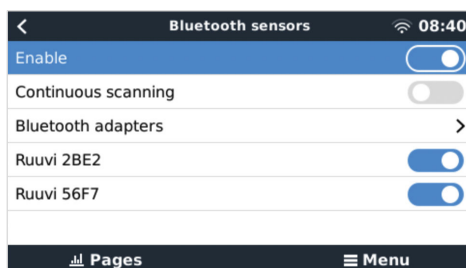 Bluetooth sensors 08:40
Enable
Continuous scanning
Bluetooth adapters
Ruuvi 2BE2
Ruuvi 56F7
Pages Menu